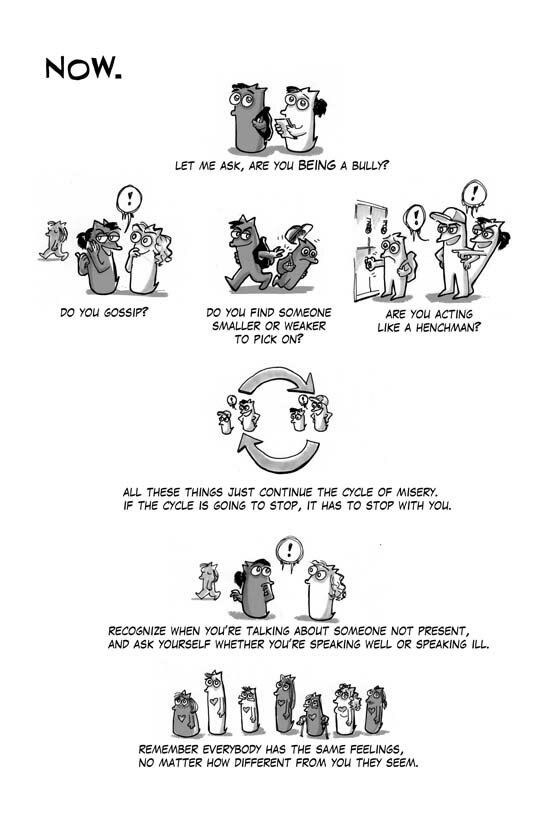 NOW.
LET ME ASK, ARE YOU BEING A BULLY?
!
!
!
DO YOU GOSSIP?
DO YOU FIND SOMEONE
SMALLER OR WEAKER
TO PICK ON?
ARE YOU ACTING
LIKE A HENCHMAN?
!
!
ALL THESE THINGS JUST CONTINUE THE CYCLE OF MISERY.
IF THE CYCLE IS GOING TO STOP, IT HAS TO STOP WITH YOU.
!
RECOGNIZE WHEN YOU'RE TALKING ABOUT SOMEONE NOT PRESENT,
AND ASK YOURSELF WHETHER YOU'RE SPEAKING WELL OR SPEAKING ILL.
REMEMBER EVERYBODY HAS THE SAME FEELINGS,
NO MATTER HOW DIFFERENT FROM YOU THEY SEEM.